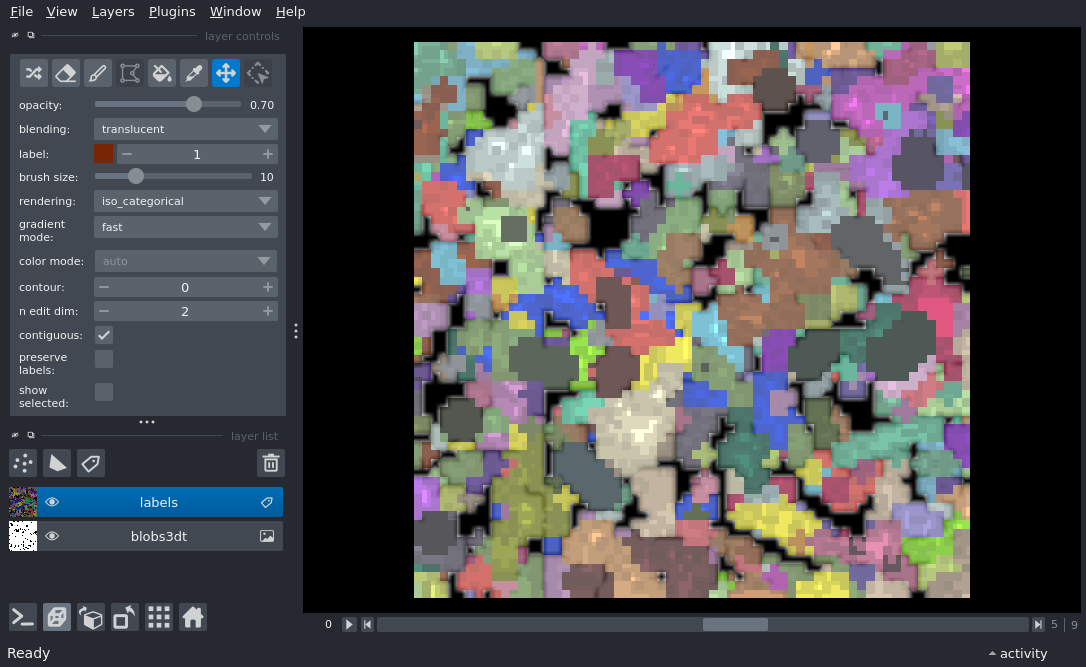 File View Layers Plugins Window Help
layer controls
opacity: 0.70
blending: translucent
label: 1
brush size: 10
rendering: iso_categorical
gradient
mode: fast
color mode: auto
contour: 0
n edit dim: 2
contiguous:
preserve
labels:
show
selected:
layer list
labels
blobs3dt
0 5 | 9
Ready activity